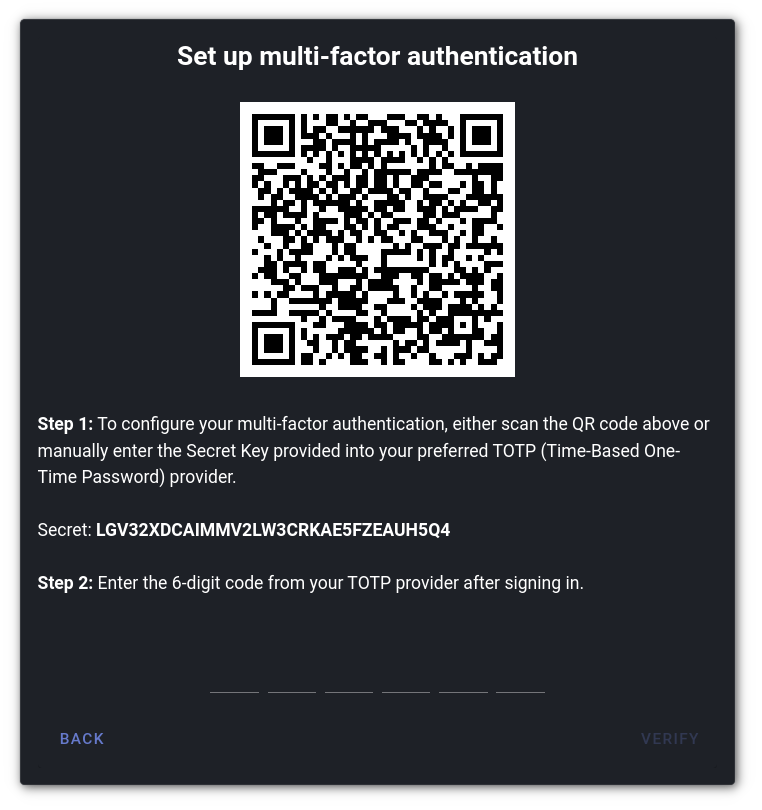 Set up multi-factor authentication
Step 1: To configure your multi-factor authentication, either scan the QR code above or
manually enter the Secret Key provided into your preferred TOTP (Time-Based One-
Time Password) provider.
Secret: LGV32XDCAIMMV2LW3CRKAE5FZEAUH5Q4
Step 2: Enter the 6-digit code from your TOTP provider after signing in.
BACK
VERIFY